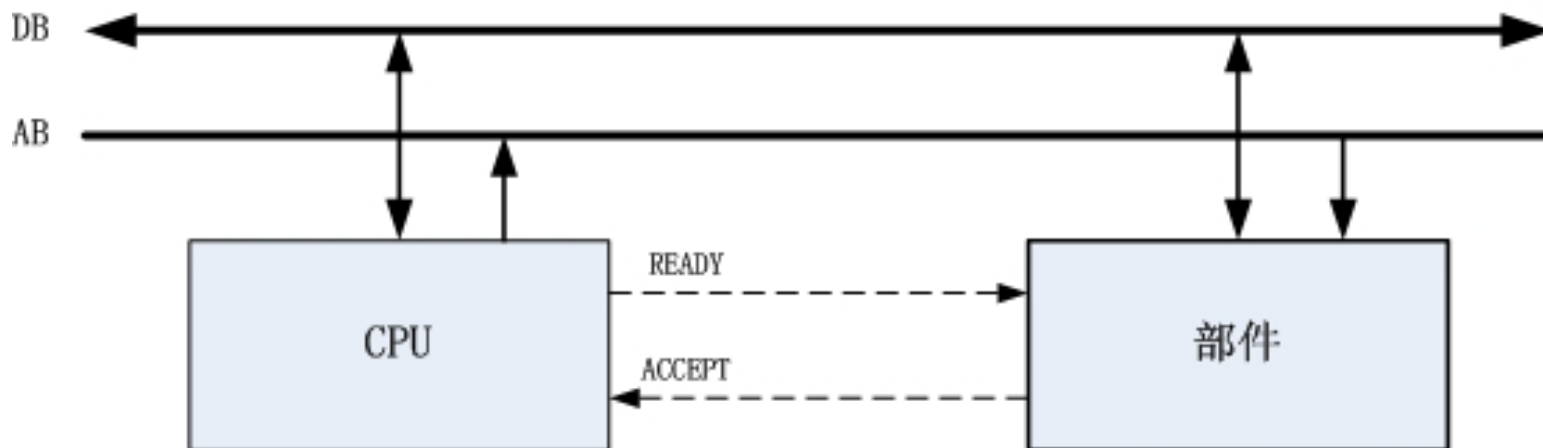 DB
AB
READY
CPU
部件
ACCEPT